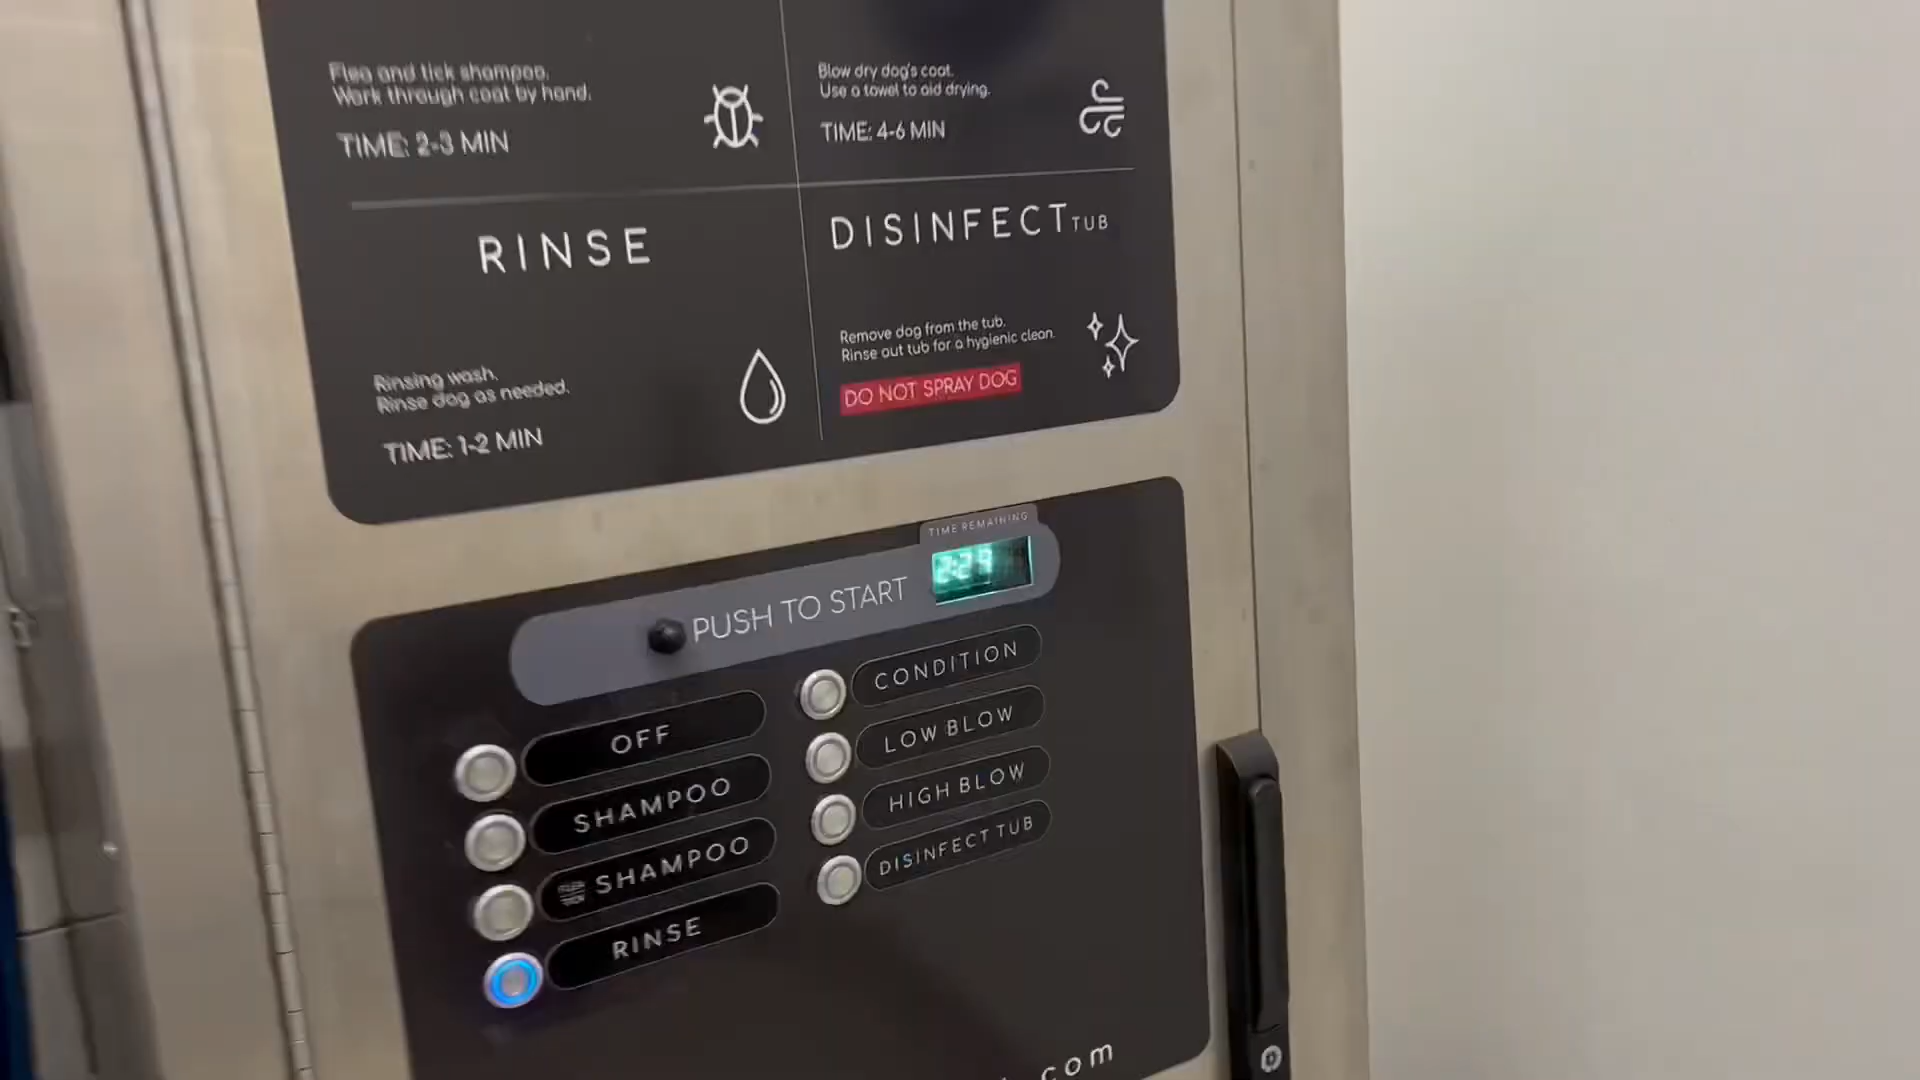 Flea and tick shampoo.
Work through coat by hand.
TIME: 2-3 MIN
Blow dry dog's coat.
Use a towel to aid drying.
TIME: 4-6 MIN
RINSE
Rinsing wash.
Rinse dog as needed.
TIME: 1-2 MIN
DISINFECT TUB
Remove dog from the tub.
Rinse out tub for a hygienic clean.
DO NOT SPRAY DOG
TIME REMAINING
2:29
PUSH TO START
OFF
SHAMPOO
SHAMPOO
RINSE
CONDITION
LOW BLOW
HIGH BLOW
DISINFECT TUB
.com